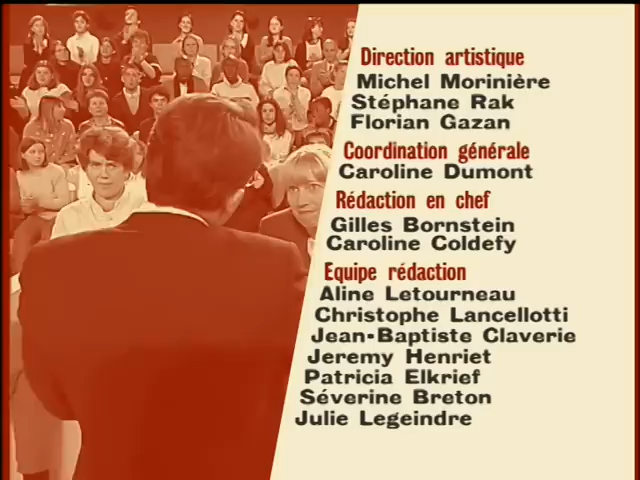 Direction artistique
Michel Morinière
Stéphane Rak
Florian Gazan
Coordination générale
Caroline Dumont
Rédaction en chef
Gilles Bornstein
Caroline Coldefy
Equipe rédaction
Aline Letourneau
Christophe Lancellotti
Jean-Baptiste Claverie
Jeremy Henriet
Patricia Elkrief
Séverine Breton
Julie Legeindre